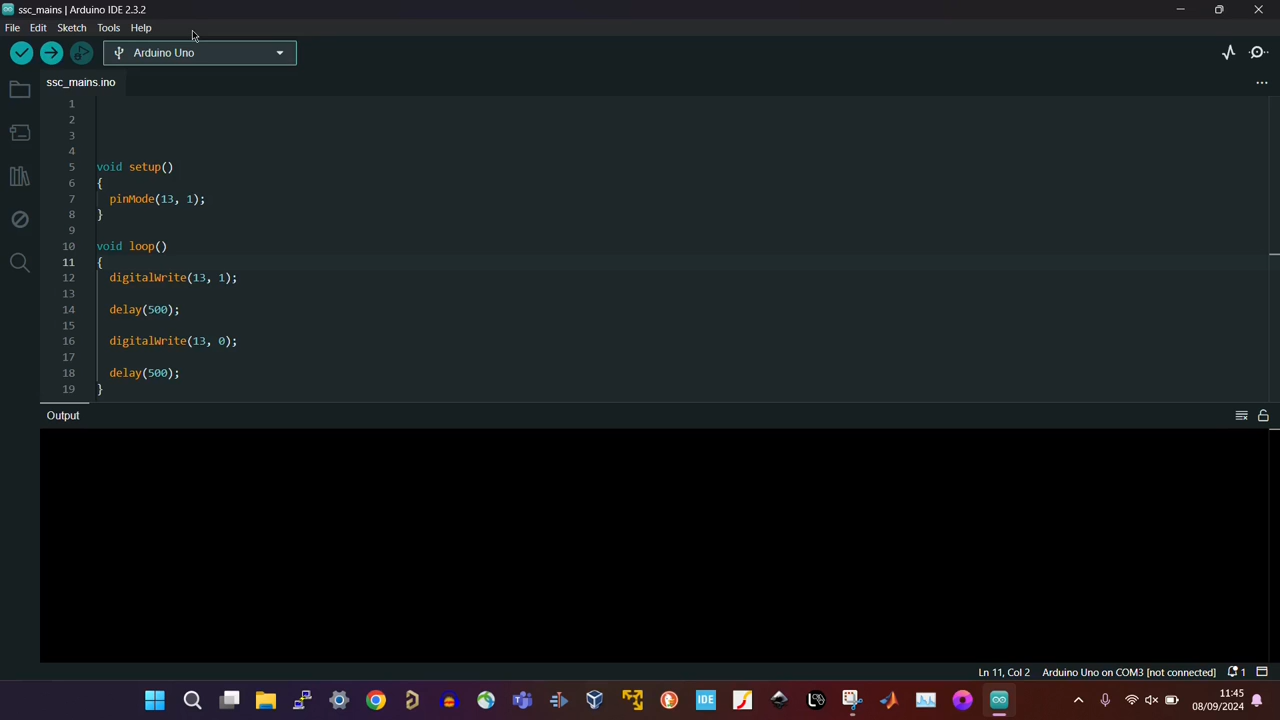 ssc_mains | Arduino IDE 2.3.2
File Edit Sketch Tools Help
Arduino Uno
ssc_mains.ino
1
2
3
4
5 void setup()
6 {
7 pinMode(13, 1);
8 }
9
10 void loop()
11 {
12 digitalWrite(13, 1);
13
14 delay(500);
15
16 digitalWrite(13, 0);
17
18 delay(500);
19 }
Output
Ln 11, Col 2 Arduino Uno on COM3 [not connected] 1
IDE
11:45
08/09/2024